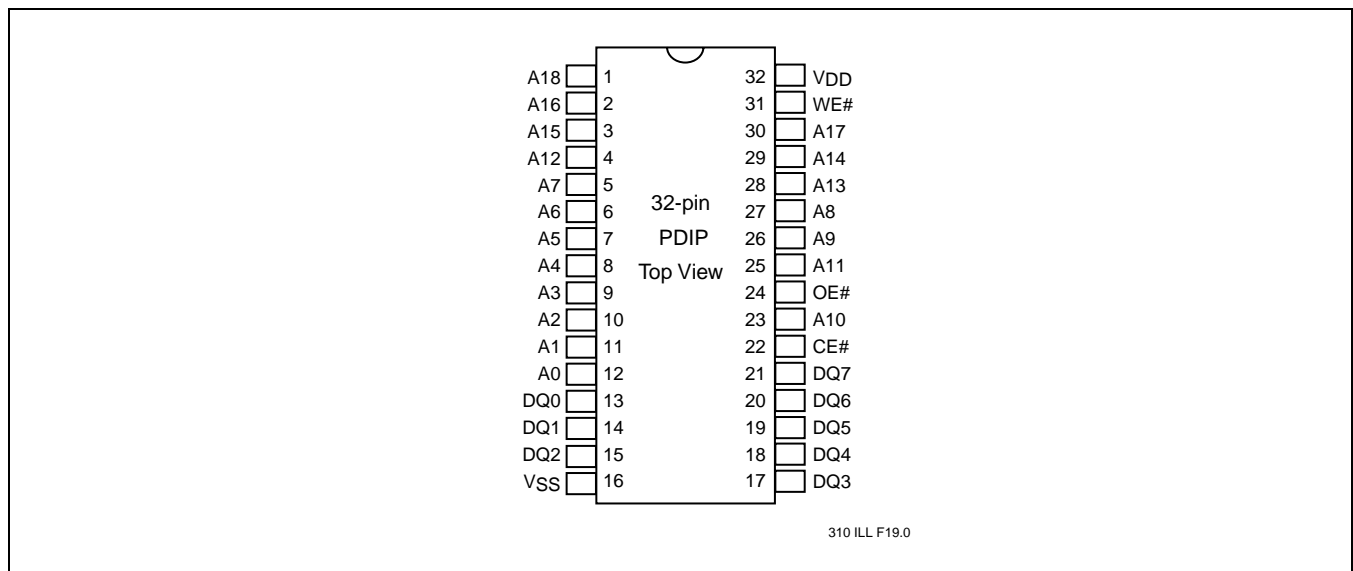 A18 1 32 VDD
A16 2 31 WE#
A15 3 30 A17
A12 4 29 A14
A7 5 28 A13
A6 6 32-pin 27 A8
A5 7 PDIP 26 A9
A4 8 Top View 25 A11
A3 9 24 OE#
A2 10 23 A10
A1 11 22 CE#
A0 12 21 DQ7
DQ0 13 20 DQ6
DQ1 14 19 DQ5
DQ2 15 18 DQ4
VSS 16 17 DQ3
310 ILL F19.0